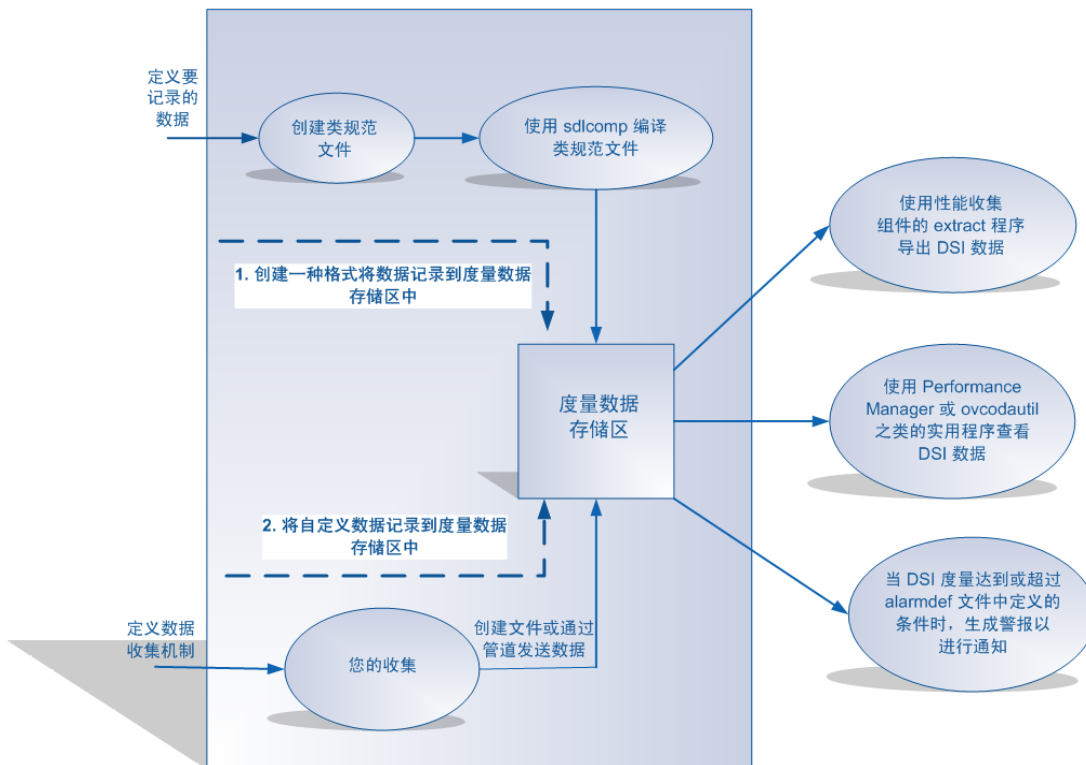 定义要
记录的
数据
创建类规范
文件
使用 sdlcomp 编译
类规范文件
使用性能收集
组件的 extract 程序
导出 DSI 数据
1. 创建一种格式将数据记录到度量数据
存储区中
度量数据
存储区
使用 Performance
Manager 或 ovcodautil
之类的实用程序查看
DSI 数据
2. 将自定义数据记录到度量数据
存储区中
当 DSI 度量达到或超过
alarmdef 文件中定义的
条件时，生成警报以
进行通知
定义数据
收集机制
您的收集
创建文件或通过
管道发送数据